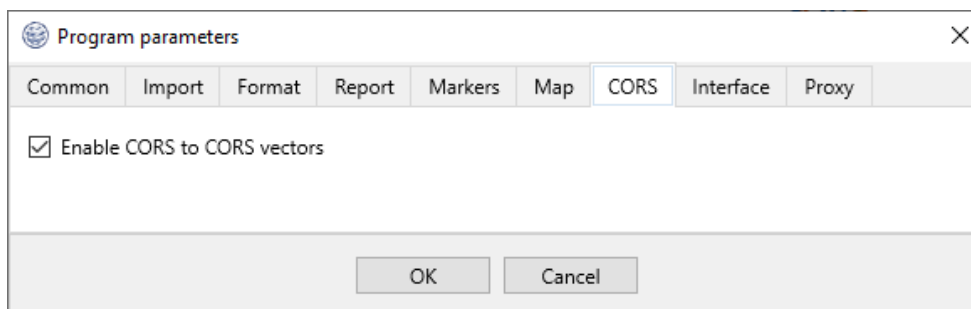 Program parameters
Common Import Format Report Markers Map CORS Interface Proxy
Enable CORS to CORS vectors
OK Cancel